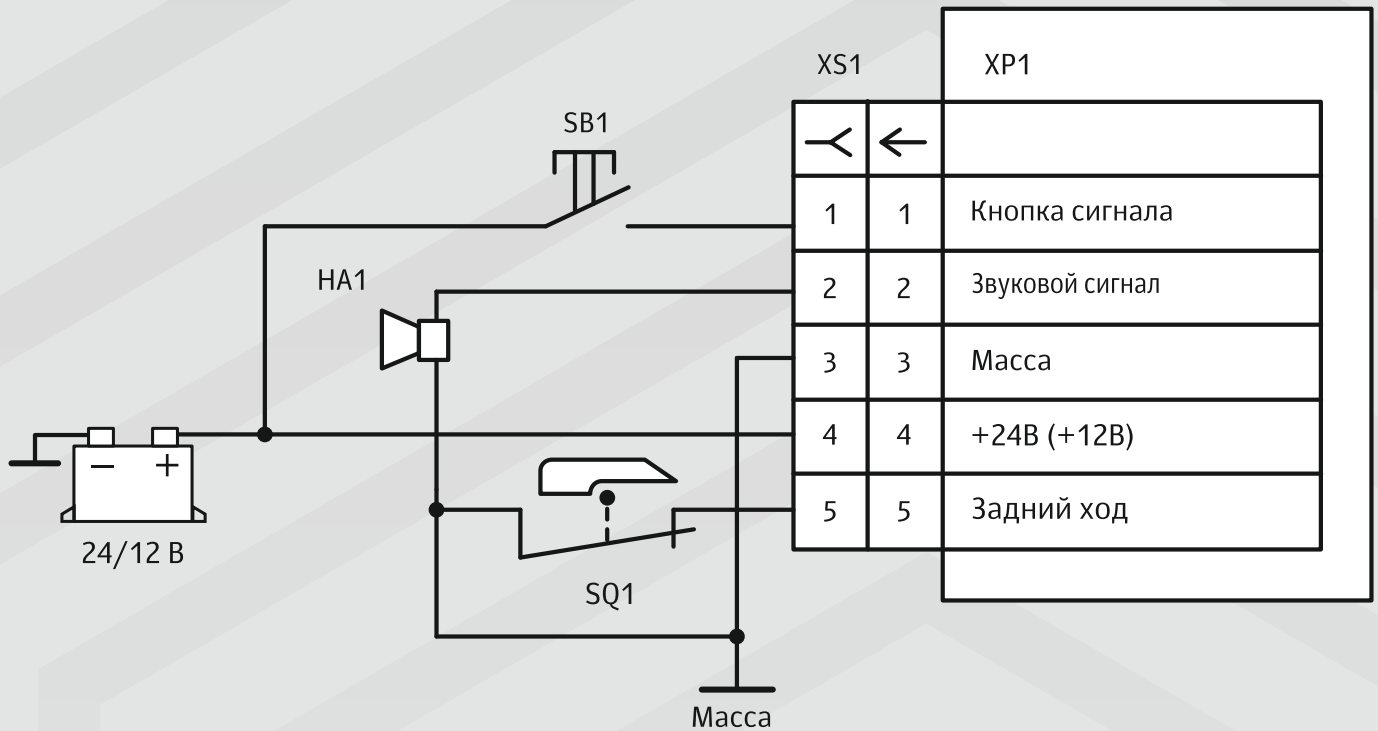 XS1 XP1
SB1
1 1 Кнопка сигнала
HA1
2 2 Звуковой сигнал
3 3 Масса
4 4 +24В (+12В)
− +
5 5 Задний ход
24/12 В
SQ1
Масса